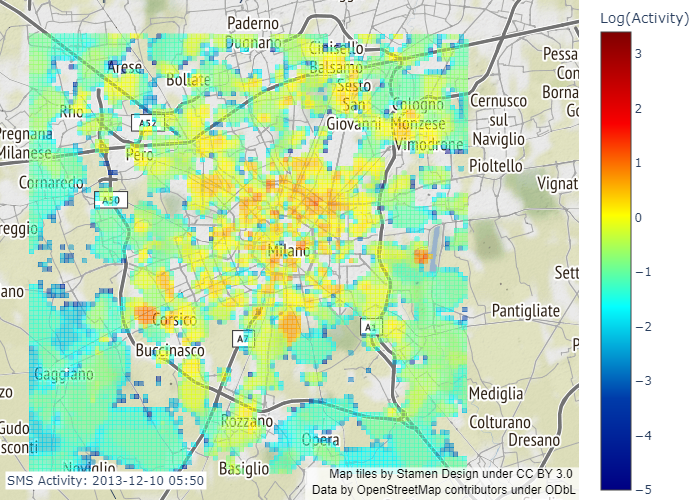 Log(Activity)
Paderno
Dugnano
Cinisello
Balsamo
Arese
Bollate
Sesto
San
Giovanni
Cologno
Monzese
Vimodrone
Cernusco
sul
Naviglio
Pessa
Con
Borna
Go
Rho
A52
Pero
Pregnana
Milanese
Cornaredo
A50
Pioltello
Vignat
reggio
Milano
Sett
ano
Corsico
A7
A1
Pantigliate
P
Buccinasco
Gaggiano
Mediglia
zo
Rozzano
Opera
Colturano
Dresano
Gudo
sconti
Noviglio
Basiglio
3
2
1
0
−1
−2
−3
−4
−5
SMS Activity: 2013-12-10 05:50
Map tiles by Stamen Design under CC BY 3.0
Data by OpenStreetMap contributors under ODbL